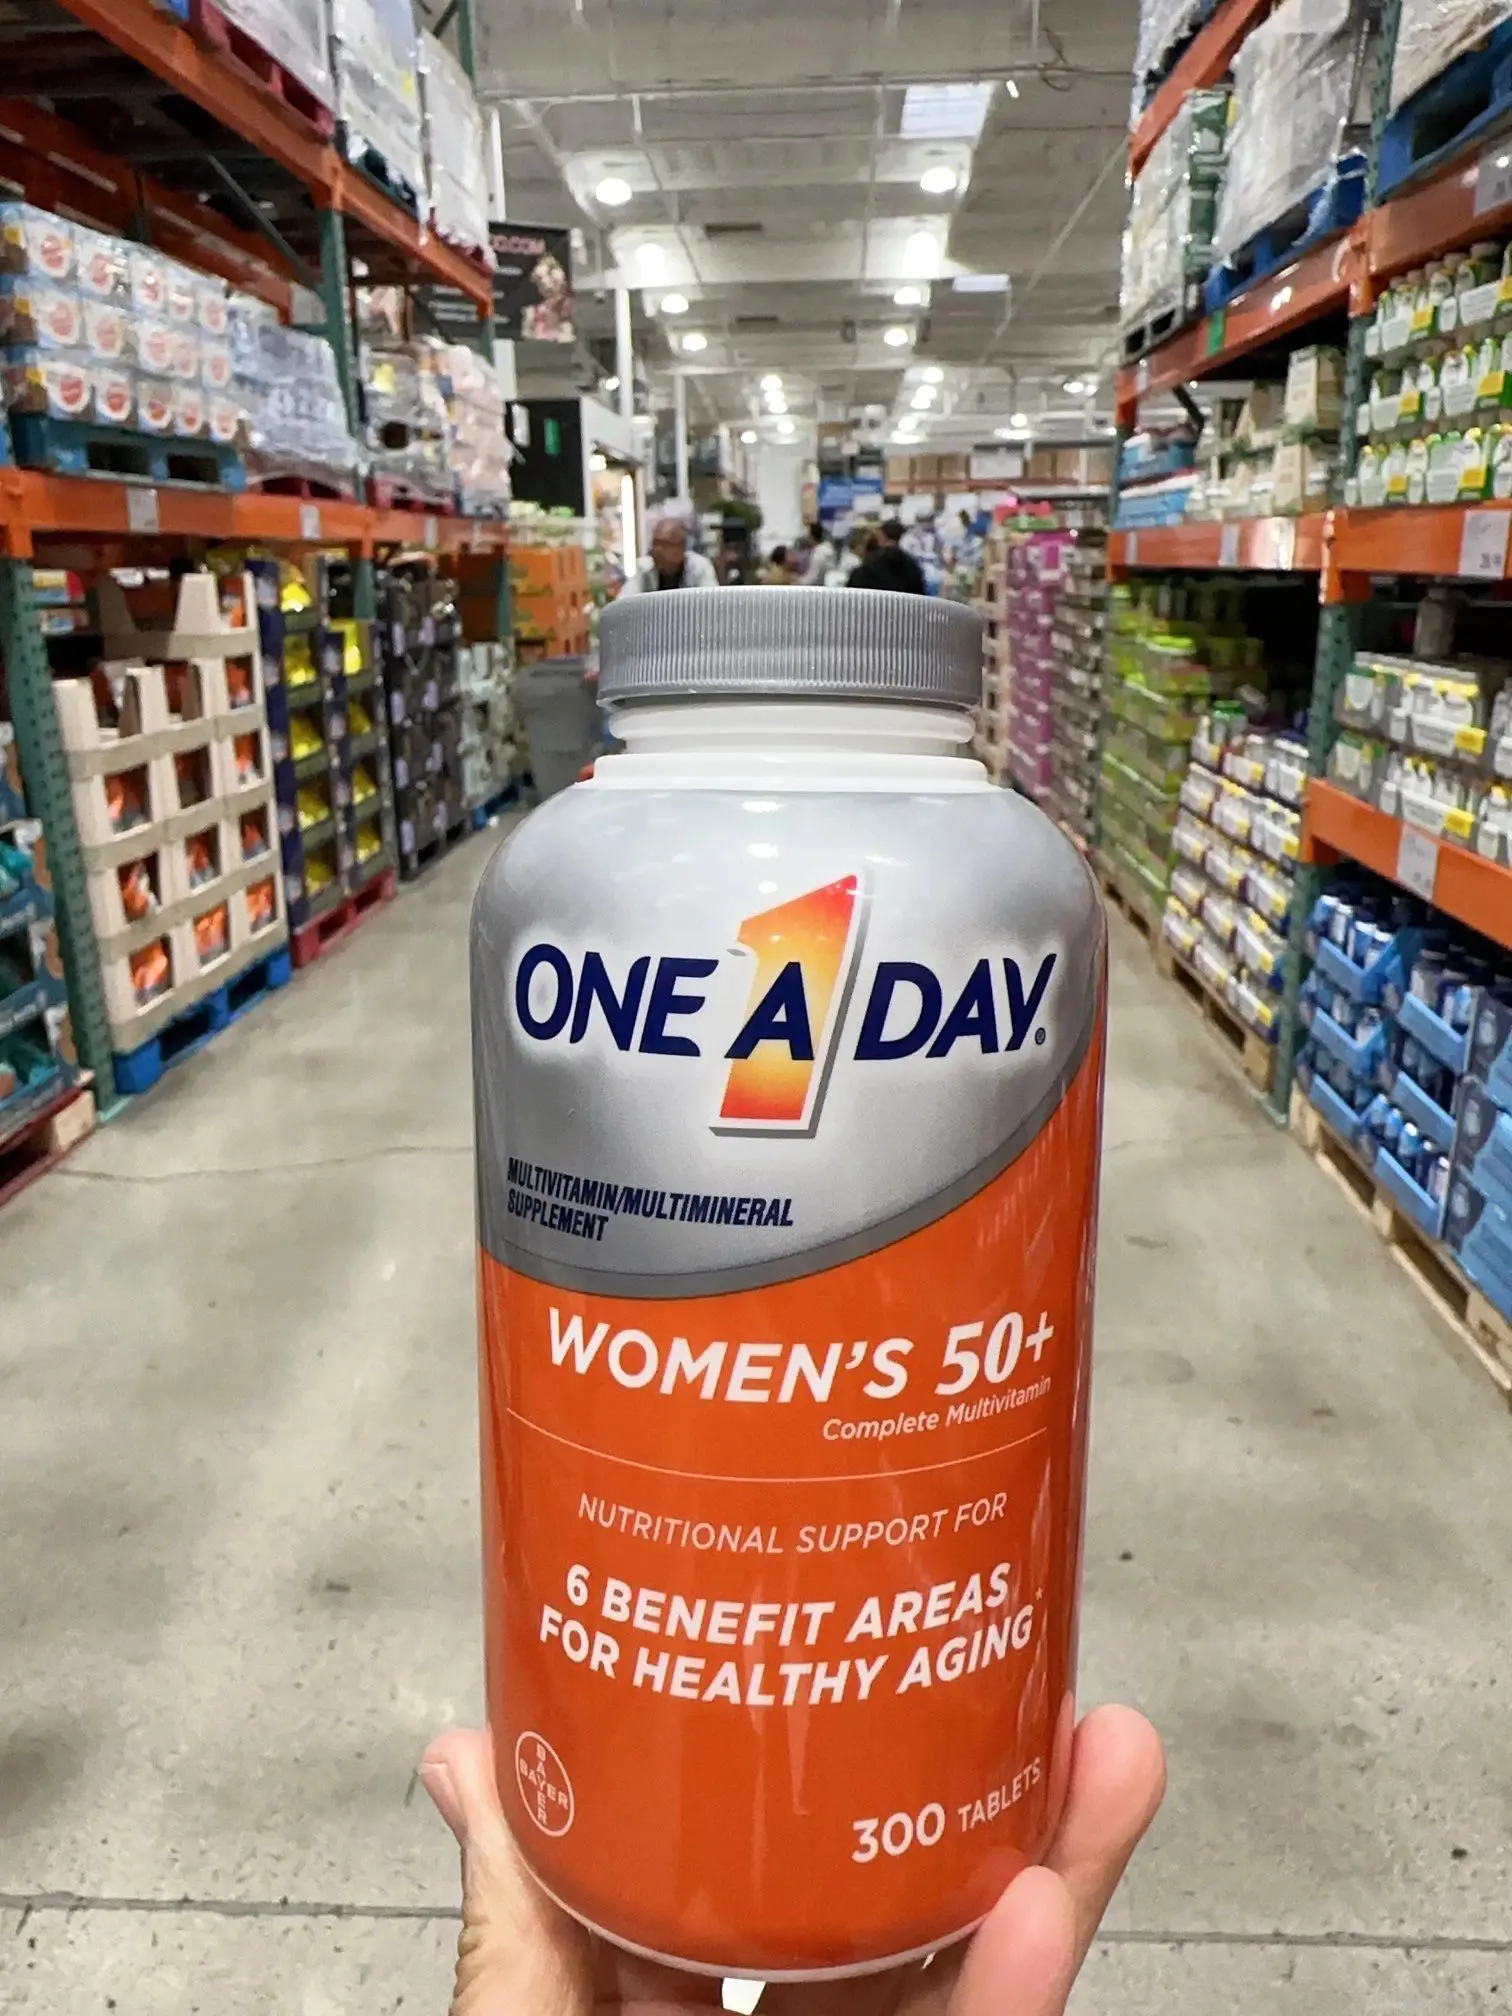 ONE A DAY®
1
MULTIVITAMIN/MULTIMINERAL
SUPPLEMENT
WOMEN'S 50+
Complete Multivitamin
NUTRITIONAL SUPPORT FOR
6 BENEFIT AREAS
FOR HEALTHY AGING*
BAYER
BAYER
300 TABLETS